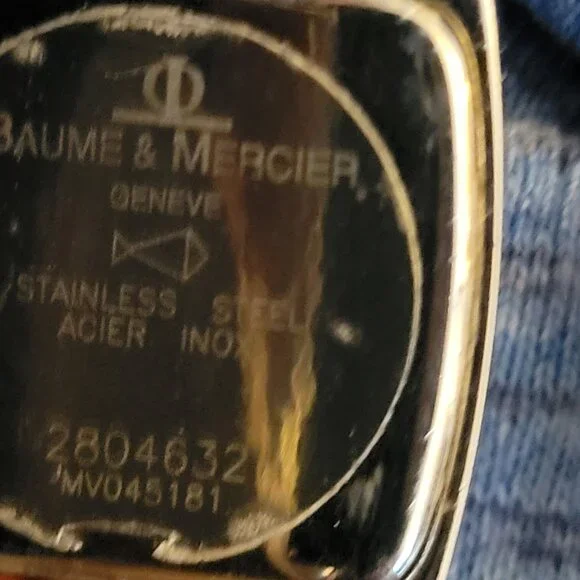 BAUME & MERCIER
GENEVE
STAINLESS STEEL
ACIER INOX
2804632
MV045181